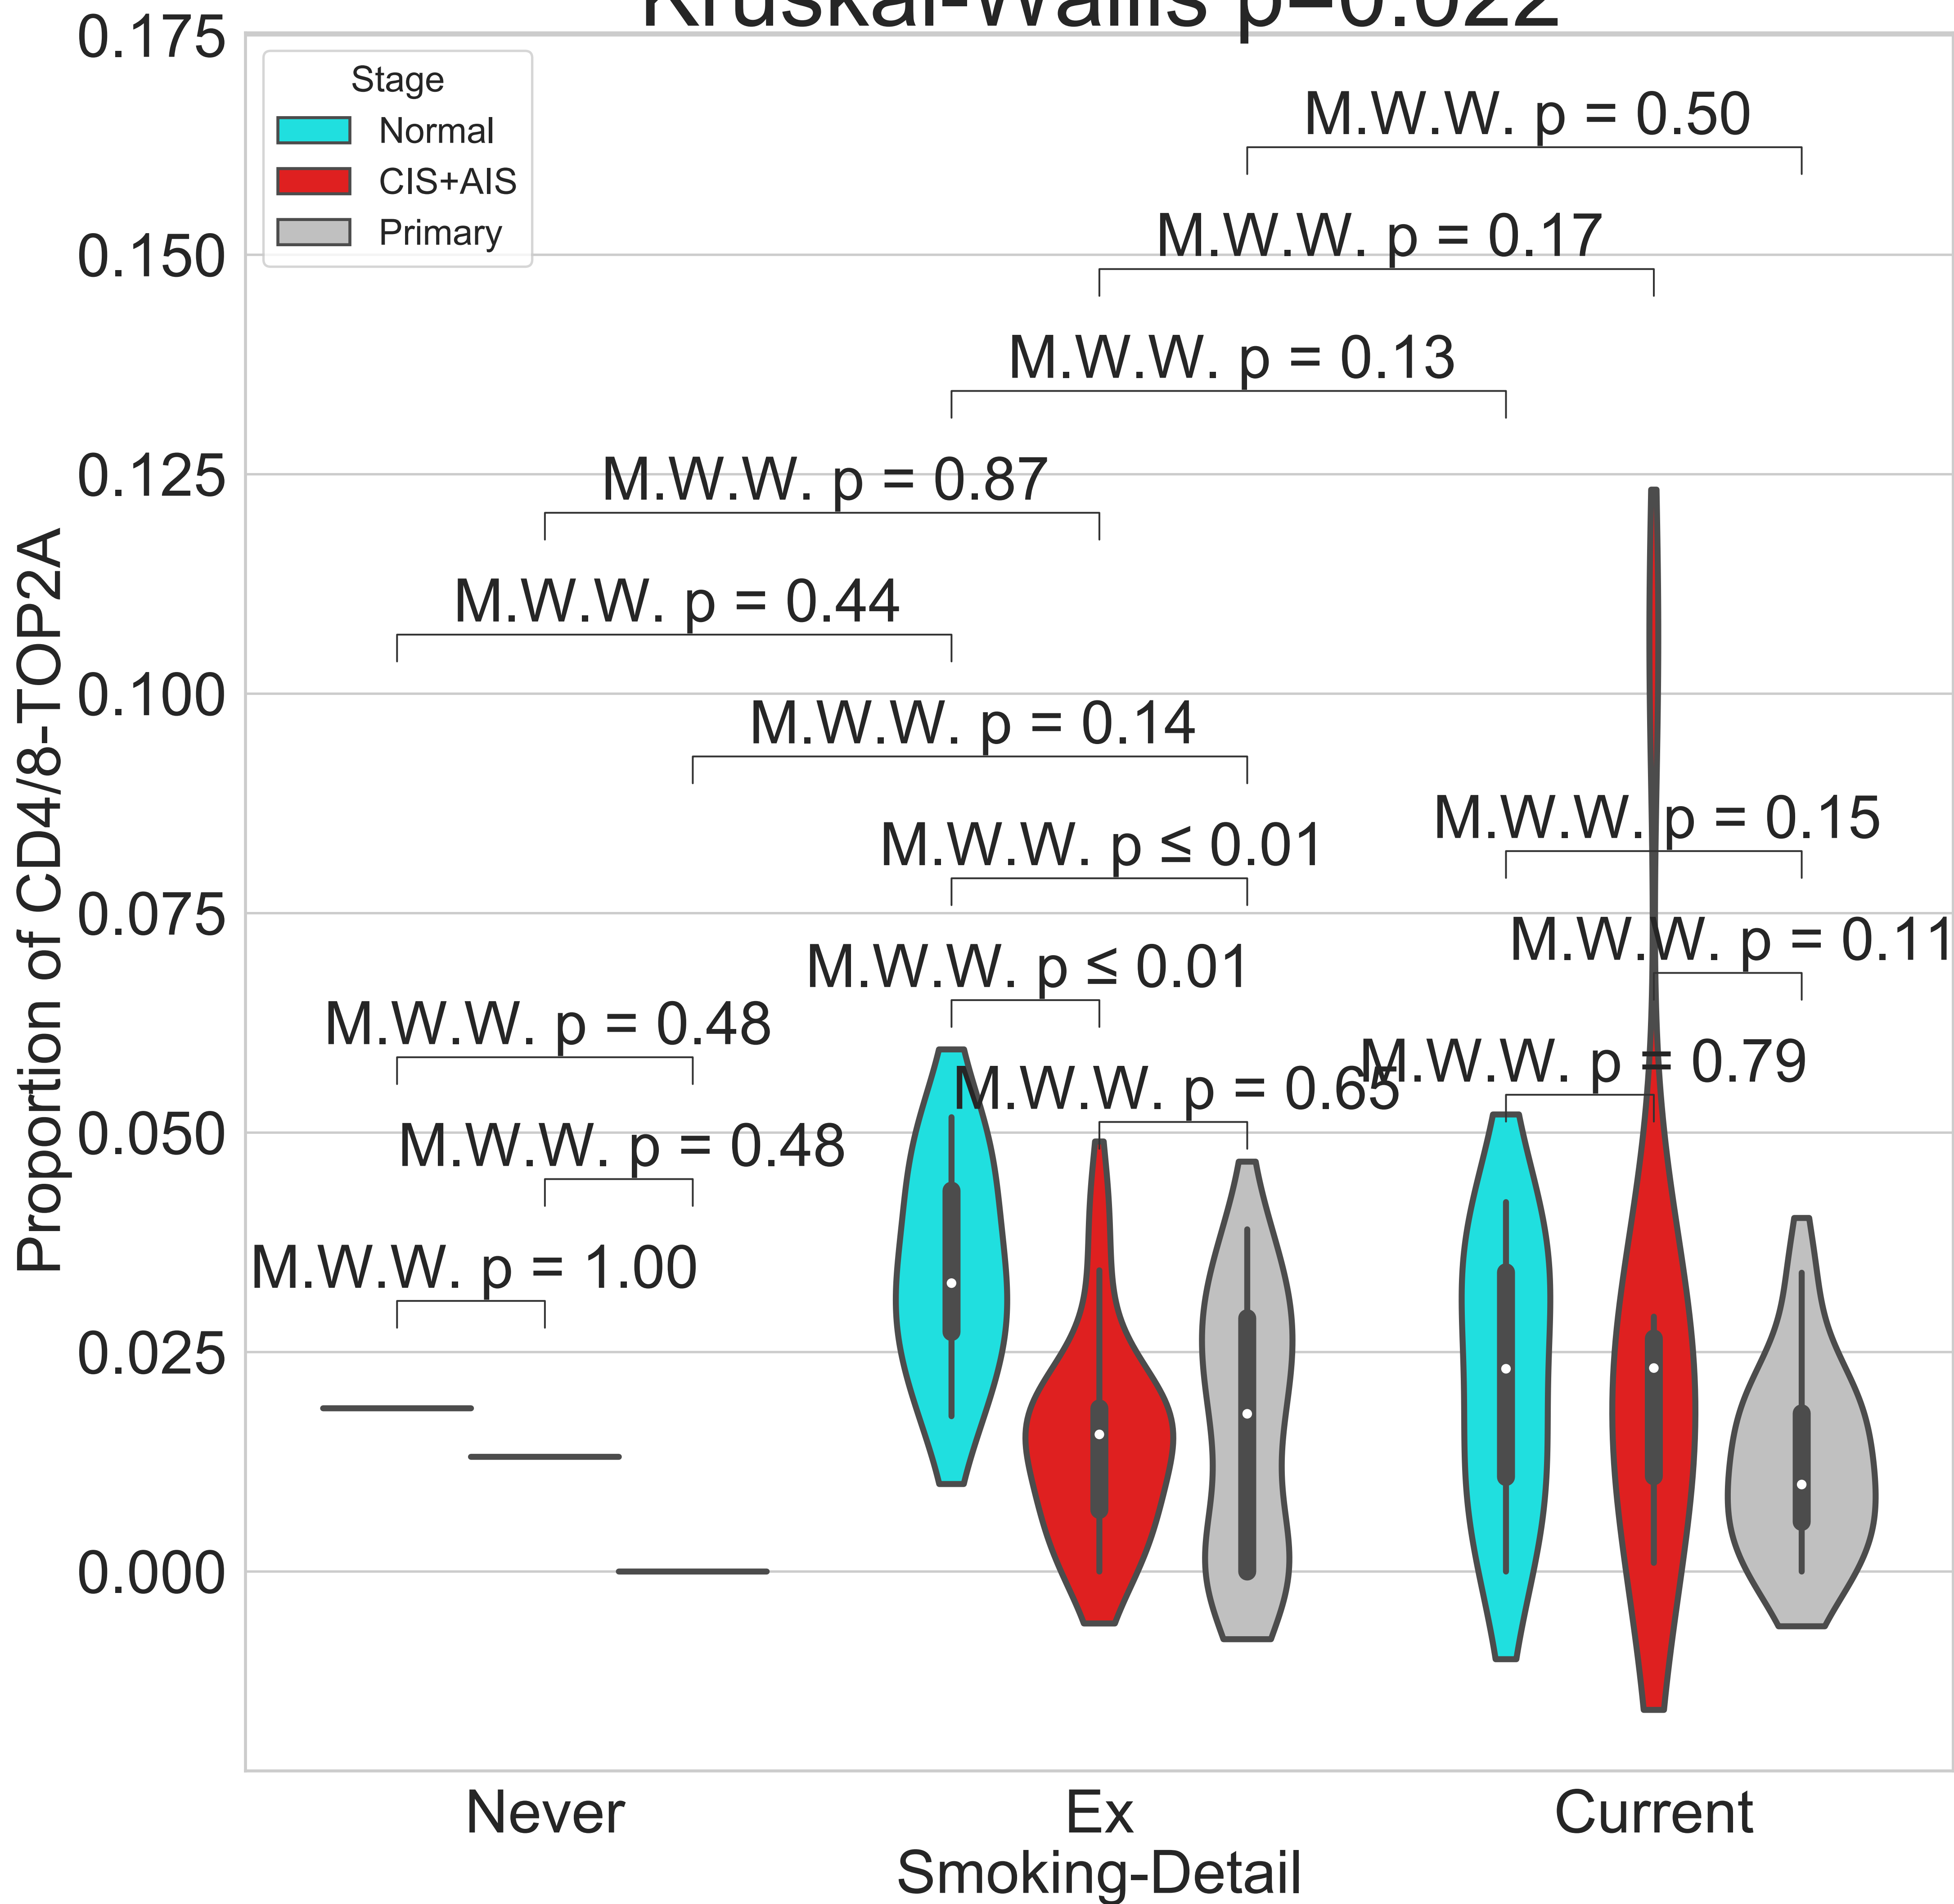 Kruskal-Wallis p=0.022
0.175
0.150
0.125
0.100
0.075
0.050
0.025
0.000
Proportion of CD4/8-TOP2A
Stage
Normal
CIS+AIS
Primary
M.W.W. p = 0.50
M.W.W. p = 0.17
M.W.W. p = 0.13
M.W.W. p = 0.87
M.W.W. p = 0.44
M.W.W. p = 0.14
M.W.W. p = 0.15
M.W.W. p ≤ 0.01
M.W.W. p = 0.11
M.W.W. p ≤ 0.01
M.W.W. p = 0.48
M.W.W. p = 0.79
M.W.W. p = 0.65
M.W.W. p = 0.48
M.W.W. p = 1.00
Never
Ex
Current
Smoking-Detail